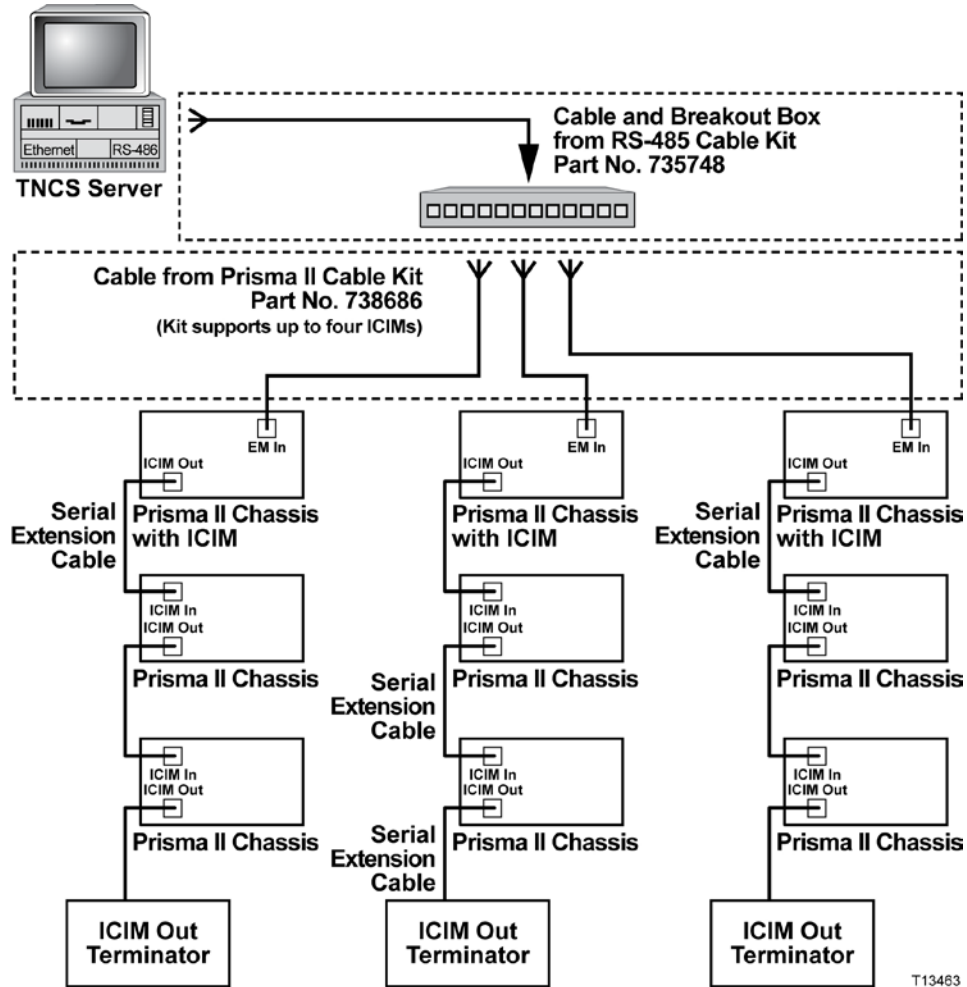 Ethernet
RS-486
TNCS Server
Cable and Breakout Box
from RS-485 Cable Kit
Part No. 735748
Cable from Prisma II Cable Kit
Part No. 738686
(Kit supports up to four ICIMs)
EM In
ICIM Out
Serial
Extension
Cable
Prisma II Chassis
with ICIM
ICIM In
ICIM Out
Prisma II Chassis
ICIM In
ICIM Out
Prisma II Chassis
ICIM Out
Terminator
EM In
ICIM Out
Prisma II Chassis
with ICIM
ICIM In
ICIM Out
Prisma II Chassis
Serial
Extension
Cable
ICIM In
ICIM Out
Prisma II Chassis
Serial
Extension
Cable
ICIM Out
Terminator
EM In
ICIM Out
Serial
Extension
Cable
Prisma II Chassis
with ICIM
ICIM In
ICIM Out
Prisma II Chassis
ICIM In
ICIM Out
Prisma II Chassis
ICIM Out
Terminator
T13463